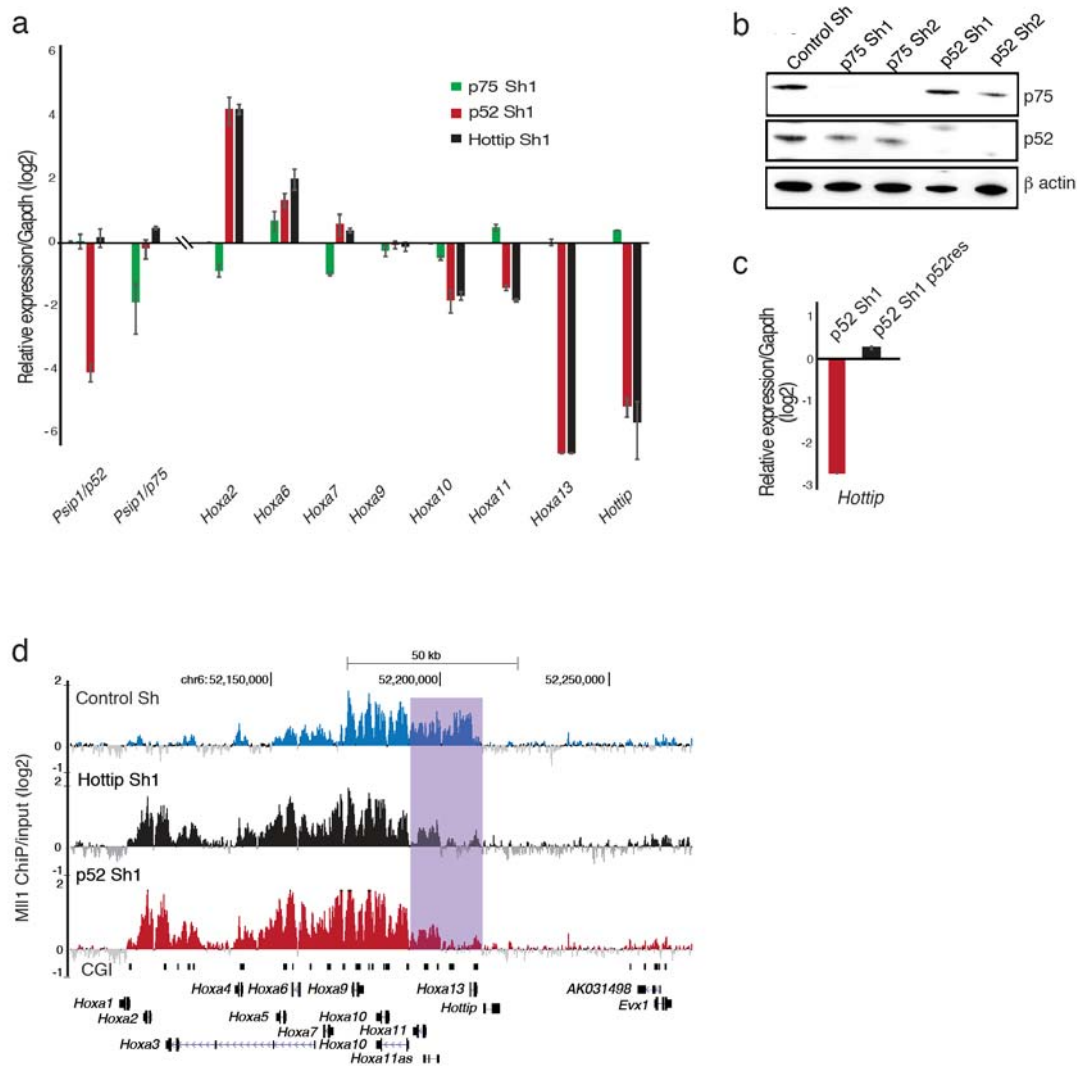 a
6
4
2
0
-2
-4
-6
Relative expression/Gapdh (log2)
p75 Sh1
p52 Sh1
Hottip Sh1
Psip1/p52
Psip1/p75
Hoxa2
Hoxa6
Hoxa7
Hoxa9
Hoxa10
Hoxa11
Hoxa13
Hottip
b
Control Sh
p75 Sh1
p75 Sh2
p52 Sh1
p52 Sh2
p75
p52
β actin
c
p52 Sh1
p52 Sh1 p52res
1
0
-1
-2
-3
Relative expression/Gapdh
(log2)
Hottip
d
50 kb
chr6: 52,150,000
52,200,000
52,250,000
Mll1 ChiP/input (log2)
2
Control Sh
0
-1
2
Hottip Sh1
0
-1
2
p52 Sh1
0
-1
CGI
Hoxa4 Hoxa6 Hoxa9 Hoxa13 AK031498
Hoxa1 Hottip Evx1
Hoxa2 Hoxa5 Hoxa10
Hoxa7 Hoxa11
Hoxa3 Hoxa10
Hoxa11as